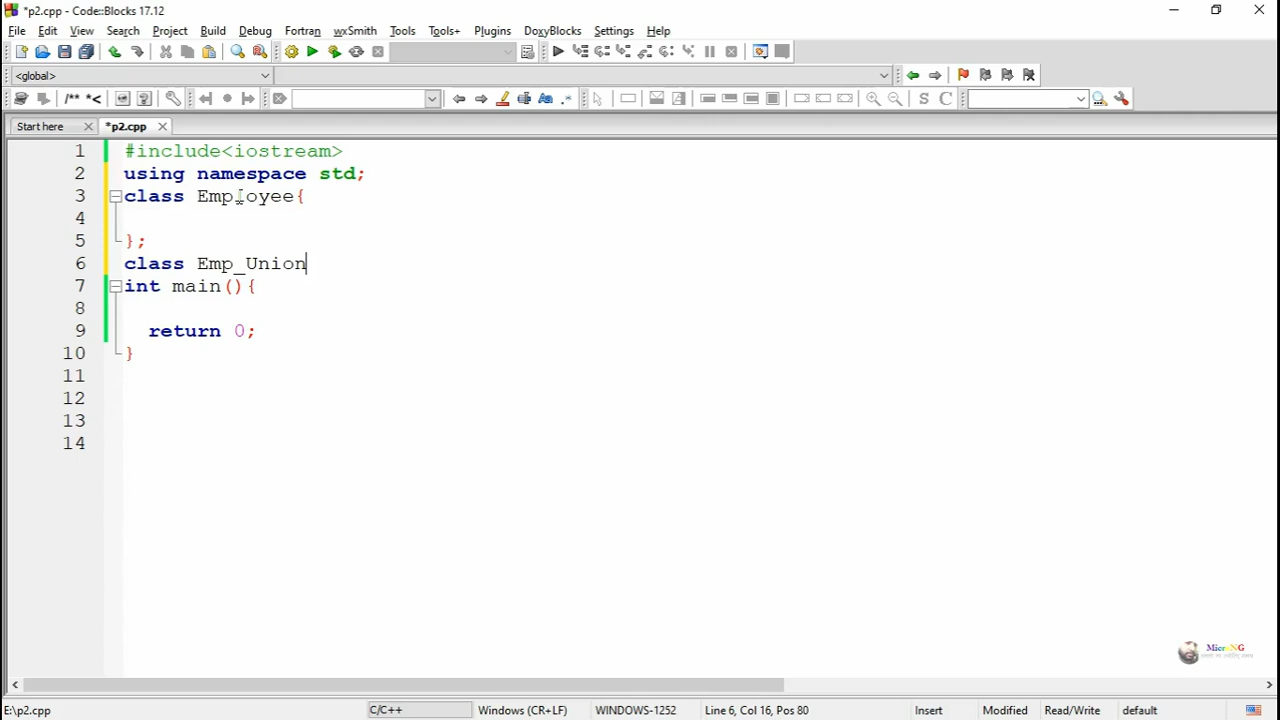 *p2.cpp - Code::Blocks 17.12
File Edit View Search Project Build Debug Fortran wxSmith Tools Tools+ Plugins DoxyBlocks Settings Help
<global>
/** *<
S C
Start here *p2.cpp
1 #include<iostream>
2 using namespace std;
3 class Employee{
4
5 };
6 class Emp_Union
7 int main(){
8
9 return 0;
10 }
11
12
13
14
MicroNG
E:\p2.cpp C/C++ Windows (CR+LF) WINDOWS-1252 Line 6, Col 16, Pos 80 Insert Modified Read/Write default